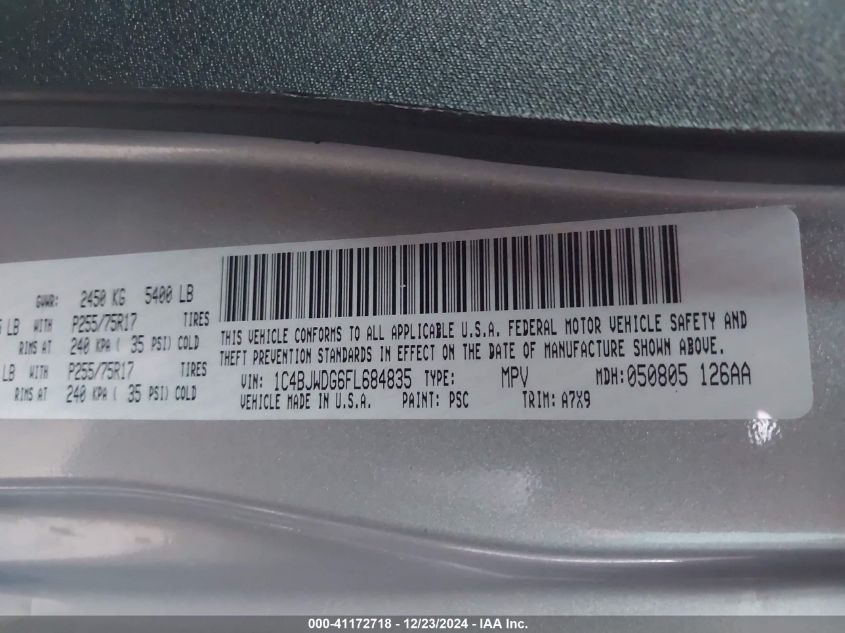 GVWR: 2450 KG 5400 LB
LB WITH P255/75R17 TIRES
RIMS AT 240 KPA ( 35 PSI) COLD
LB WITH P255/75R17 TIRES
RIMS AT 240 KPA ( 35 PSI) COLD
THIS VEHICLE CONFORMS TO ALL APPLICABLE U.S.A. FEDERAL MOTOR VEHICLE SAFETY AND
THEFT PREVENTION STANDARDS IN EFFECT ON THE DATE OF MANUFACTURE SHOWN ABOVE.
VIN: 1C4BJWDG6FL684835 TYPE: MPV MDH:050805 126AA
VEHICLE MADE IN U.S.A. PAINT: PSC TRIM: A7X9
000-41172718 - 12/23/2024 - IAA Inc.